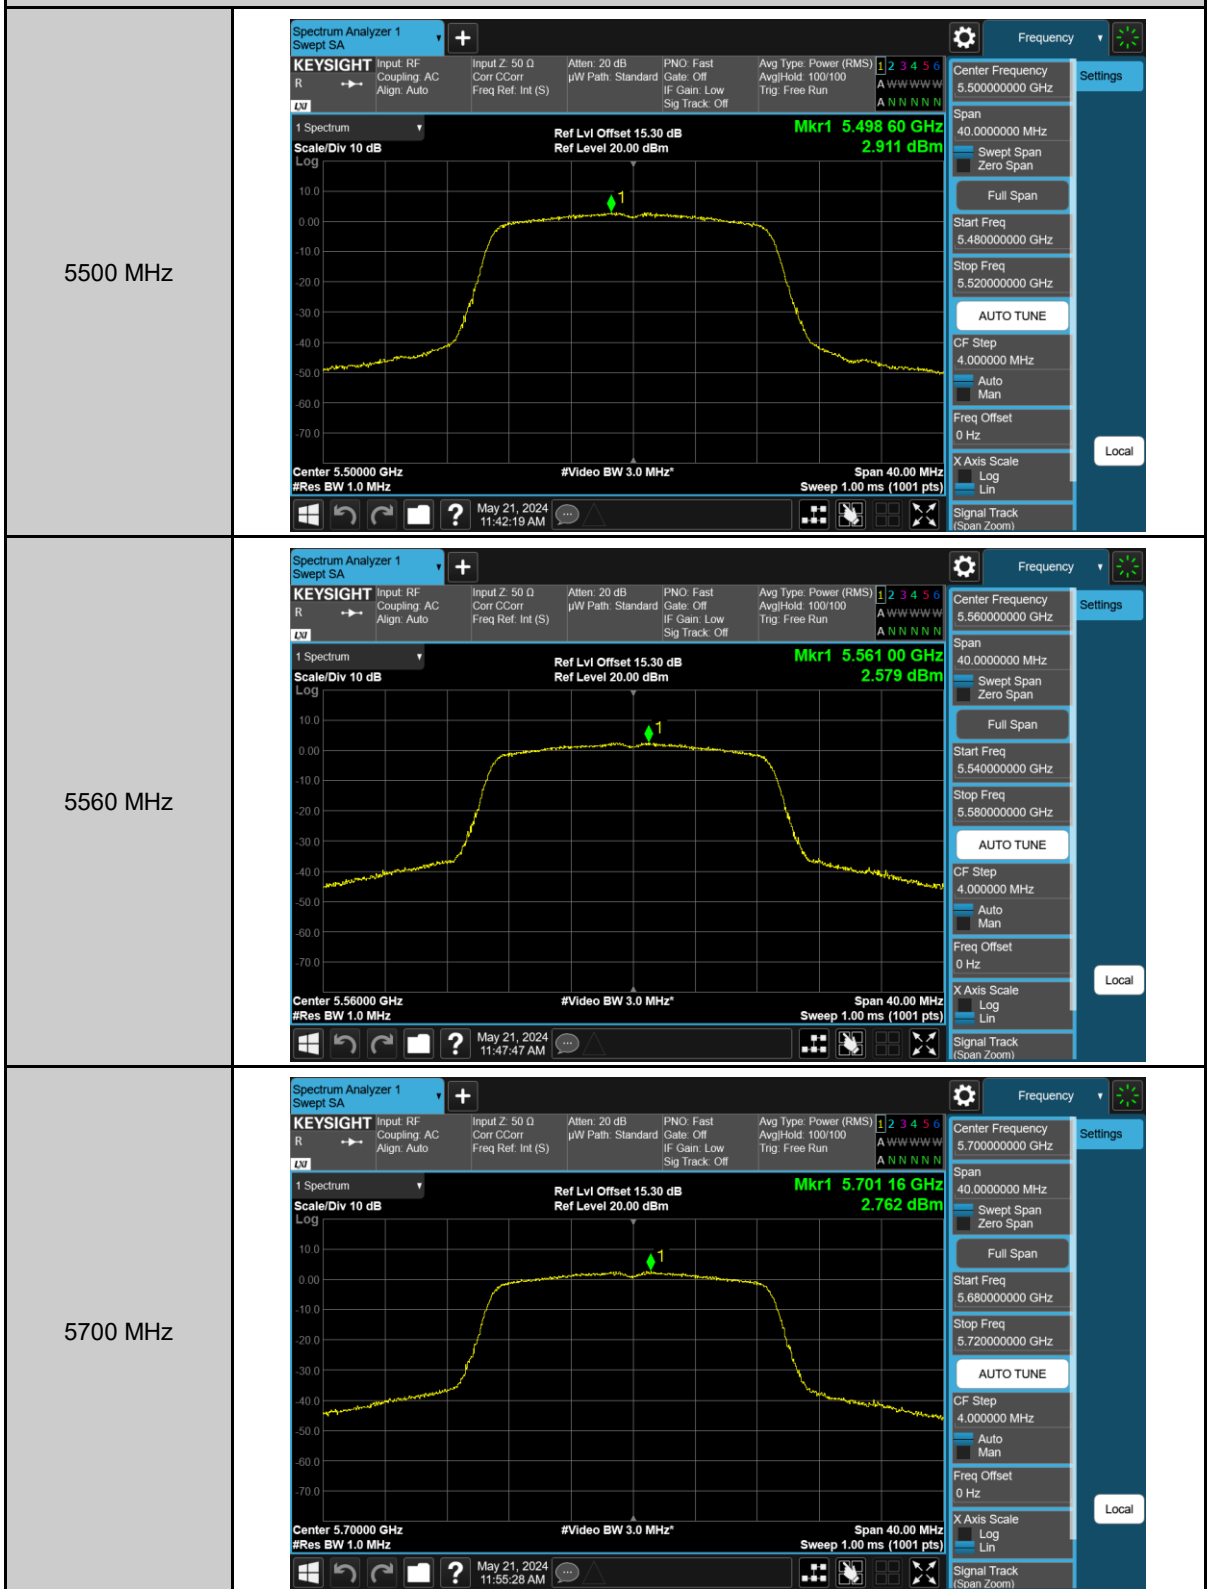 5500 MHz
Spectrum Analyzer 1
Swept SA
Frequency
KEYSIGHT
R
LXI
Input: RF
Coupling: AC
Align: Auto
Input Z: 50 Ω
Corr CCorr
Freq Ref: Int (S)
Atten: 20 dB
µW Path: Standard
PNO: Fast
Gate: Off
IF Gain: Low
Sig Track: Off
Avg Type: Power (RMS)
Avg|Hold: 100/100
Trig: Free Run
1 2 3 4 5 6
A W W W W W
A N N N N N
1 Spectrum
Scale/Div 10 dB
Log
Ref Lvl Offset 15.30 dB
Ref Level 20.00 dBm
Mkr1 5.498 60 GHz
2.911 dBm
1
10.0
0.00
-10.0
-20.0
-30.0
-40.0
-50.0
-60.0
-70.0
Center 5.50000 GHz
#Res BW 1.0 MHz
#Video BW 3.0 MHz*
Span 40.00 MHz
Sweep 1.00 ms (1001 pts)
May 21, 2024
11:42:19 AM
Center Frequency
5.500000000 GHz
Settings
Span
40.0000000 MHz
Swept Span
Zero Span
Full Span
Start Freq
5.480000000 GHz
Stop Freq
5.520000000 GHz
AUTO TUNE
CF Step
4.000000 MHz
Auto
Man
Freq Offset
0 Hz
X Axis Scale
Log
Lin
Local
Signal Track
(Span Zoom)
5560 MHz
Spectrum Analyzer 1
Swept SA
Frequency
KEYSIGHT
R
LXI
Input: RF
Coupling: AC
Align: Auto
Input Z: 50 Ω
Corr CCorr
Freq Ref: Int (S)
Atten: 20 dB
µW Path: Standard
PNO: Fast
Gate: Off
IF Gain: Low
Sig Track: Off
Avg Type: Power (RMS)
Avg|Hold: 100/100
Trig: Free Run
1 2 3 4 5 6
A W W W W W
A N N N N N
1 Spectrum
Scale/Div 10 dB
Log
Ref Lvl Offset 15.30 dB
Ref Level 20.00 dBm
Mkr1 5.561 00 GHz
2.579 dBm
1
10.0
0.00
-10.0
-20.0
-30.0
-40.0
-50.0
-60.0
-70.0
Center 5.56000 GHz
#Res BW 1.0 MHz
#Video BW 3.0 MHz*
Span 40.00 MHz
Sweep 1.00 ms (1001 pts)
May 21, 2024
11:47:47 AM
Center Frequency
5.560000000 GHz
Settings
Span
40.0000000 MHz
Swept Span
Zero Span
Full Span
Start Freq
5.540000000 GHz
Stop Freq
5.580000000 GHz
AUTO TUNE
CF Step
4.000000 MHz
Auto
Man
Freq Offset
0 Hz
X Axis Scale
Log
Lin
Local
Signal Track
(Span Zoom)
5700 MHz
Spectrum Analyzer 1
Swept SA
Frequency
KEYSIGHT
R
LXI
Input: RF
Coupling: AC
Align: Auto
Input Z: 50 Ω
Corr CCorr
Freq Ref: Int (S)
Atten: 20 dB
µW Path: Standard
PNO: Fast
Gate: Off
IF Gain: Low
Sig Track: Off
Avg Type: Power (RMS)
Avg|Hold: 100/100
Trig: Free Run
1 2 3 4 5 6
A W W W W W
A N N N N N
1 Spectrum
Scale/Div 10 dB
Log
Ref Lvl Offset 15.30 dB
Ref Level 20.00 dBm
Mkr1 5.701 16 GHz
2.762 dBm
1
10.0
0.00
-10.0
-20.0
-30.0
-40.0
-50.0
-60.0
-70.0
Center 5.70000 GHz
#Res BW 1.0 MHz
#Video BW 3.0 MHz*
Span 40.00 MHz
Sweep 1.00 ms (1001 pts)
May 21, 2024
11:55:28 AM
Center Frequency
5.700000000 GHz
Settings
Span
40.0000000 MHz
Swept Span
Zero Span
Full Span
Start Freq
5.680000000 GHz
Stop Freq
5.720000000 GHz
AUTO TUNE
CF Step
4.000000 MHz
Auto
Man
Freq Offset
0 Hz
X Axis Scale
Log
Lin
Local
Signal Track
(Span Zoom)